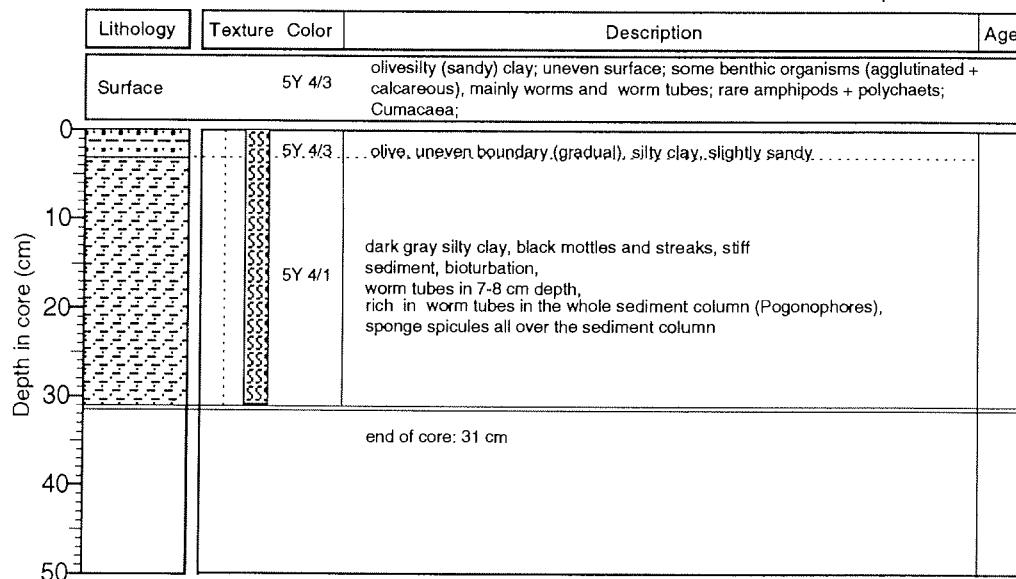 Lithology
Texture Color
Description
Age
Surface
5Y 4/3
olivesilty (sandy) clay; uneven surface; some benthic organisms (agglutinated +
calcareous), mainly worms and worm tubes; rare amphipods + polychaets;
Cumacaea;
0
5Y 4/3
olive, uneven boundary (gradual), silty clay, slightly sandy
10
dark gray silty clay, black mottles and streaks, stiff
sediment, bioturbation,
5Y 4/1
worm tubes in 7-8 cm depth,
rich in worm tubes in the whole sediment column (Pogonophores),
sponge spicules all over the sediment column
20
30
end of core: 31 cm
40
50
Depth in core (cm)